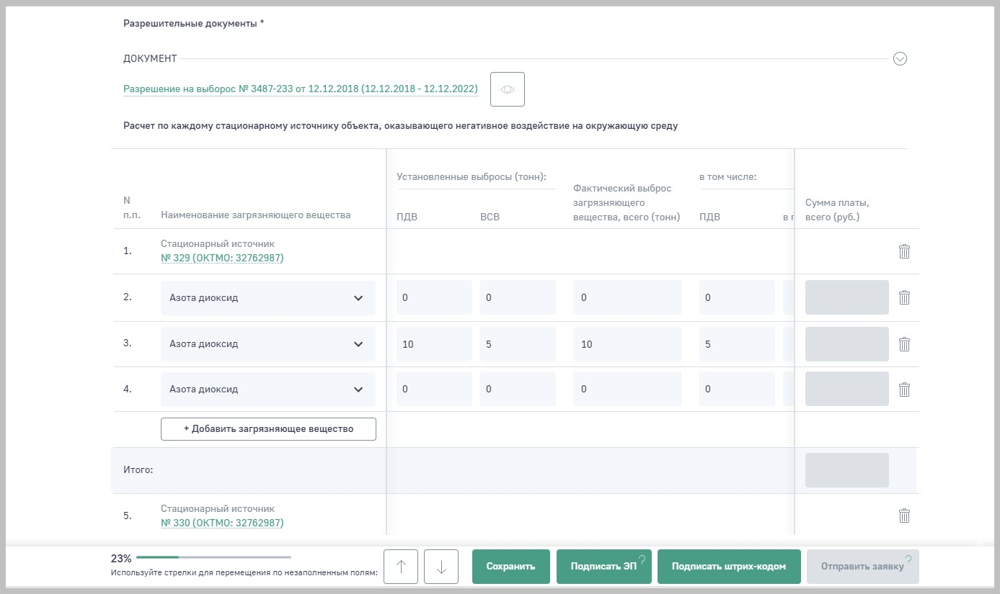 Разрешительные документы *
ДОКУМЕНТ
Разрешение на выброс № 3487-233 от 12.12.2018 (12.12.2018 - 12.12.2022)
Расчет по каждому стационарному источнику объекта, оказывающего негативное воздействие на окружающую среду
N
п.п.
Наименование загрязняющего вещества
Установленные выбросы (тонн):
ПДВ
ВСВ
Фактический выброс
загрязняющего
вещества, всего (тонн)
в том числе:
ПДВ
в
Сумма платы,
всего (руб.)
1.
Стационарный источник
№ 329 (ОКТМО: 32762987)
2. Азота диоксид 0 0 0 0
3. Азота диоксид 10 5 10 5
4. Азота диоксид 0 0 0 0
+ Добавить загрязняющее вещество
Итого:
5.
Стационарный источник
№ 330 (ОКТМО: 32762987)
23%
Используйте стрелки для перемещения по незаполненным полям:
Сохранить
Подписать ЭП ?
Подписать штрих-кодом
Отправить заявку ?